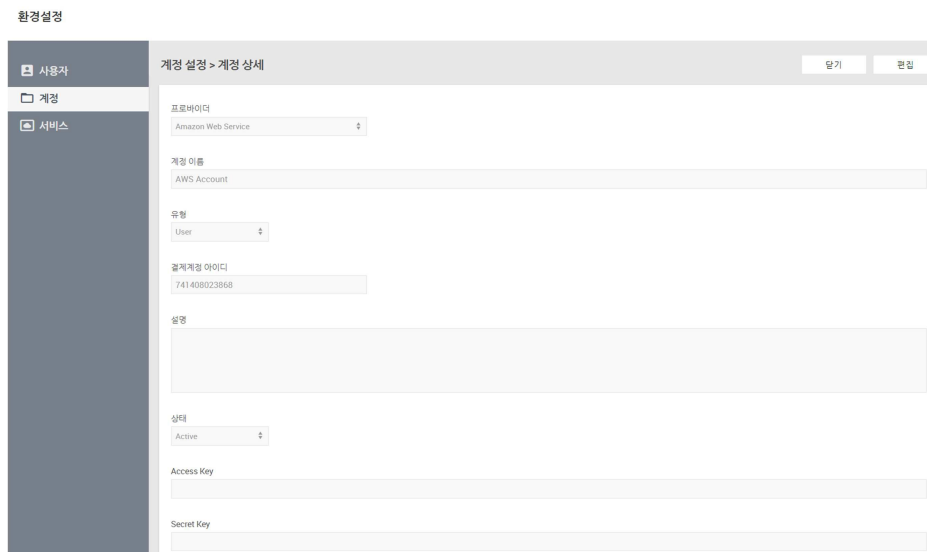 환경설정
사용자
계정
서비스
계정 설정 > 계정 상세
닫기
편집
프로바이더
Amazon Web Service
계정 이름
AWS Account
유형
User
결제계정 아이디
741408023868
설명
상태
Active
Access Key
Secret Key